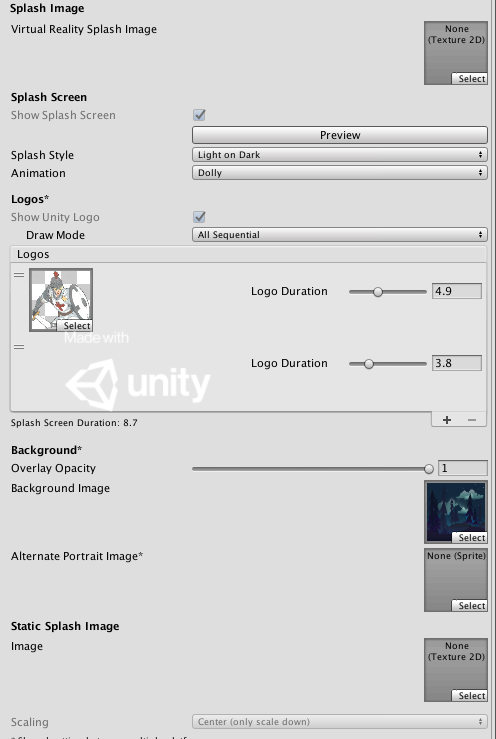 Splash Image
Virtual Reality Splash Image
None
(Texture 2D)
Select
Splash Screen
Show Splash Screen
Preview
Splash Style
Light on Dark
Animation
Dolly
Logos*
Show Unity Logo
Draw Mode
All Sequential
Logos
Select
Logo Duration
4.9
Made with
unity
Logo Duration
3.8
Splash Screen Duration: 8.7
+ −
Background*
Overlay Opacity
1
Background Image
Select
Alternate Portrait Image*
None (Sprite)
Select
Static Splash Image
Image
None
(Texture 2D)
Select
Scaling
Center (only scale down)